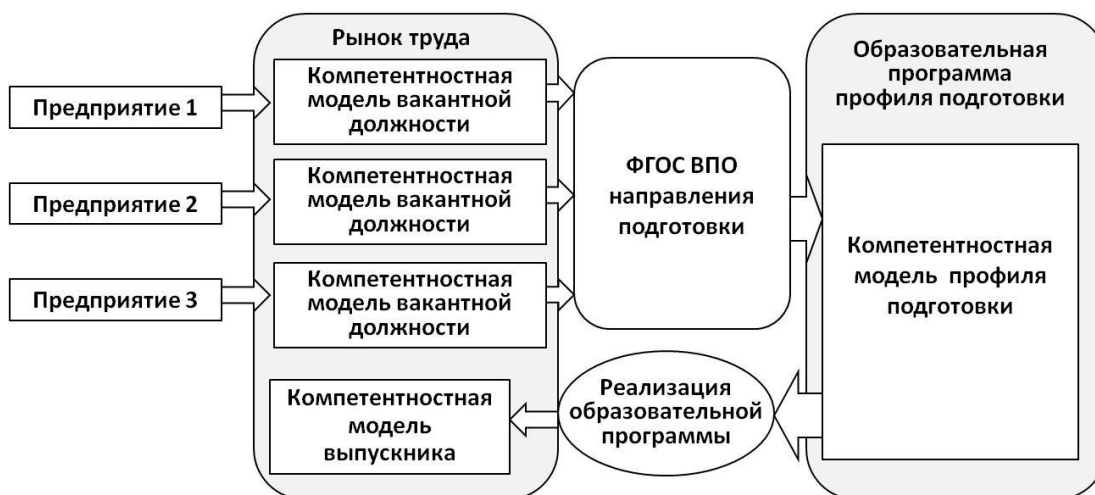 Рынок труда
Предприятие 1
Компетентностная
модель вакантной
должности
Предприятие 2
Компетентностная
модель вакантной
должности
Предприятие 3
Компетентностная
модель вакантной
должности
Компетентностная
модель
выпускника
ФГОС ВПО
направления
подготовки
Реализация
образовательной
программы
Образовательная
программа
профиля подготовки
Компетентностная
модель профиля
подготовки